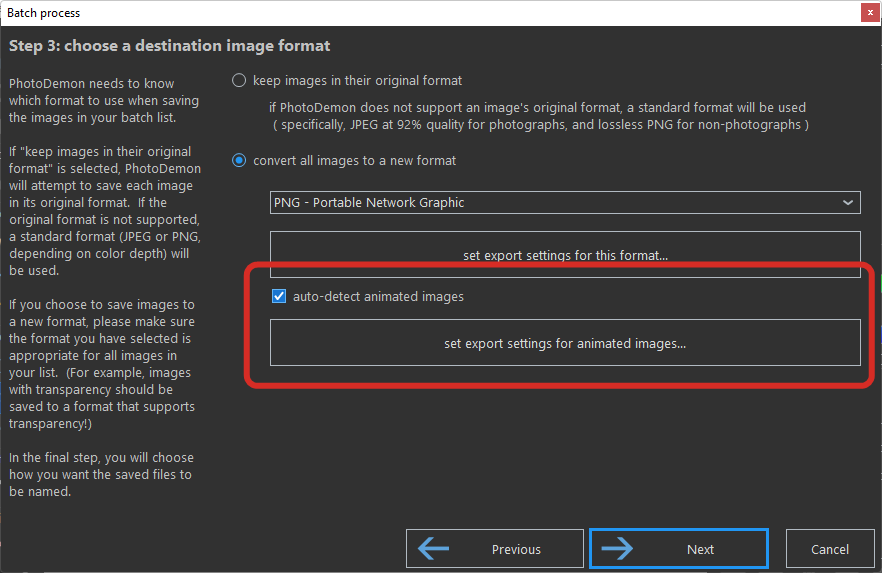 Batch process
Step 3: choose a destination image format
PhotoDemon needs to know
which format to use when saving
the images in your batch list.
If "keep images in their original
format" is selected, PhotoDemon
will attempt to save each image
in its original format.  If the
original format is not supported,
a standard format (JPEG or PNG,
depending on color depth) will
be used.
If you choose to save images to
a new format, please make sure
the format you have selected is
appropriate for all images in
your list.  (For example, images
with transparency should be
saved to a format that supports
transparency!)
In the final step, you will choose
how you want the saved files to
be named.
keep images in their original format
if PhotoDemon does not support an image's original format, a standard format will be used
( specifically, JPEG at 92% quality for photographs, and lossless PNG for non-photographs )
convert all images to a new format
PNG - Portable Network Graphic
set export settings for this format...
auto-detect animated images
set export settings for animated images...
Previous
Next
Cancel